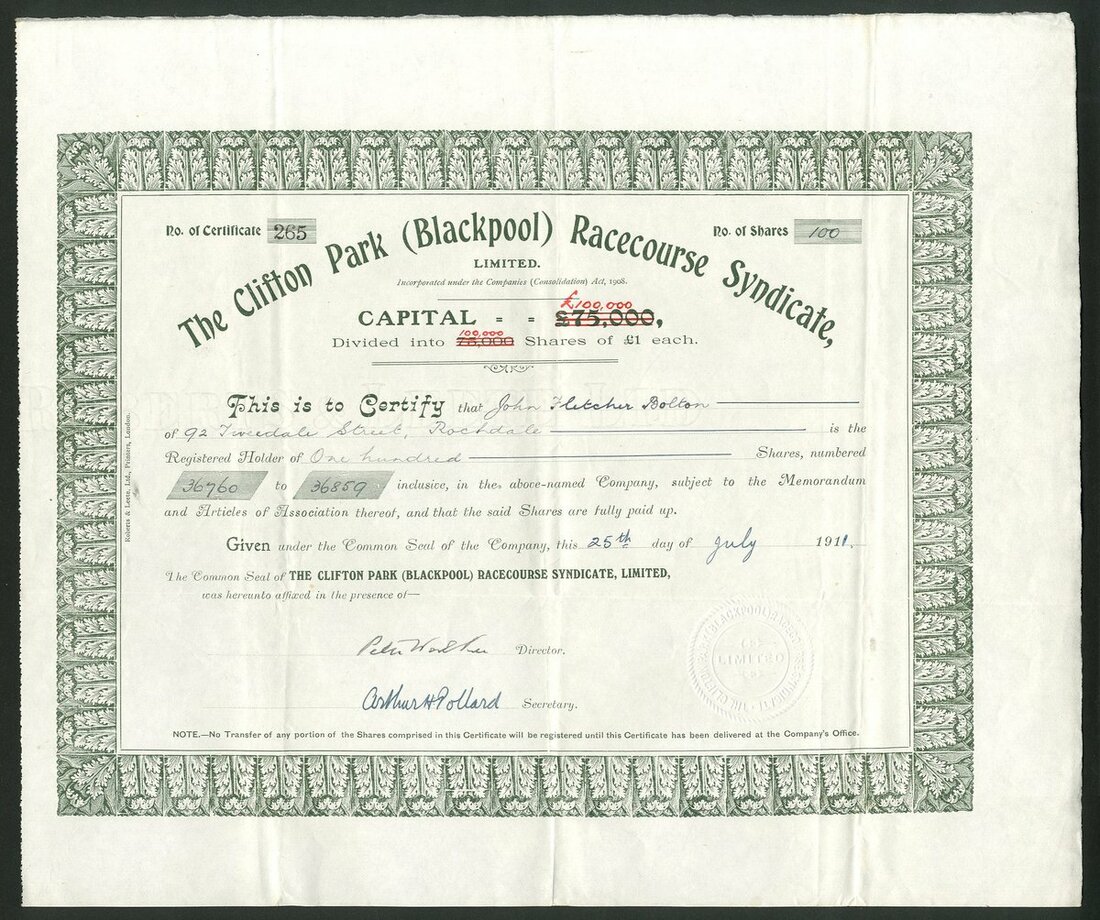 No. of Certificate 265
No. of Shares 100
The Clifton Park (Blackpool) Racecourse Syndicate,
LIMITED.
Incorporated under the Companies (Consolidation) Act, 1908.
£100,000
CAPITAL = = £75,000,
100,000
Divided into 75,000 Shares of £1 each.
This is to Certify that John Fletcher Bolton
of 92 Tweedale Street, Rochdale is the
Registered Holder of One hundred Shares, numbered
36760 to 36859 inclusive, in the above-named Company, subject to the Memorandum
and Articles of Association thereof, and that the said Shares are fully paid up.
Given under the Common Seal of the Company, this 25th day of July 1911.
The Common Seal of THE CLIFTON PARK (BLACKPOOL) RACECOURSE SYNDICATE, LIMITED,
was hereunto affixed in the presence of—
Peter Walker Director.
Arthur H Pollard Secretary.
NOTE.—No Transfer of any portion of the Shares comprised in this Certificate will be registered until this Certificate has been delivered at the Company's Office.
Roberts & Leete, Ltd., Printers, London.
LIMITED